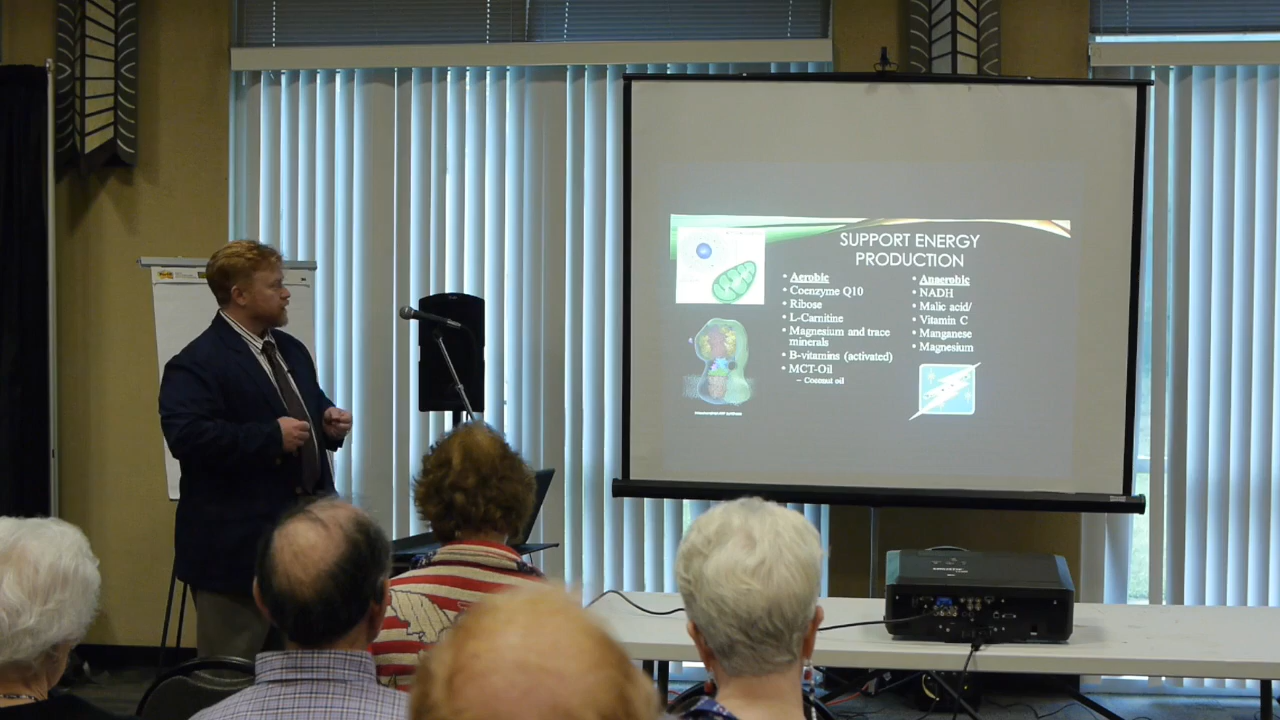 SUPPORT ENERGY
PRODUCTION
• Aerobic
• Coenzyme Q10
• Ribose
• L-Carnitine
• Magnesium and trace
minerals
• B-vitamins (activated)
• MCT-Oil
– Coconut oil
• Anaerobic
• NADH
• Malic acid/
• Vitamin C
• Manganese
• Magnesium